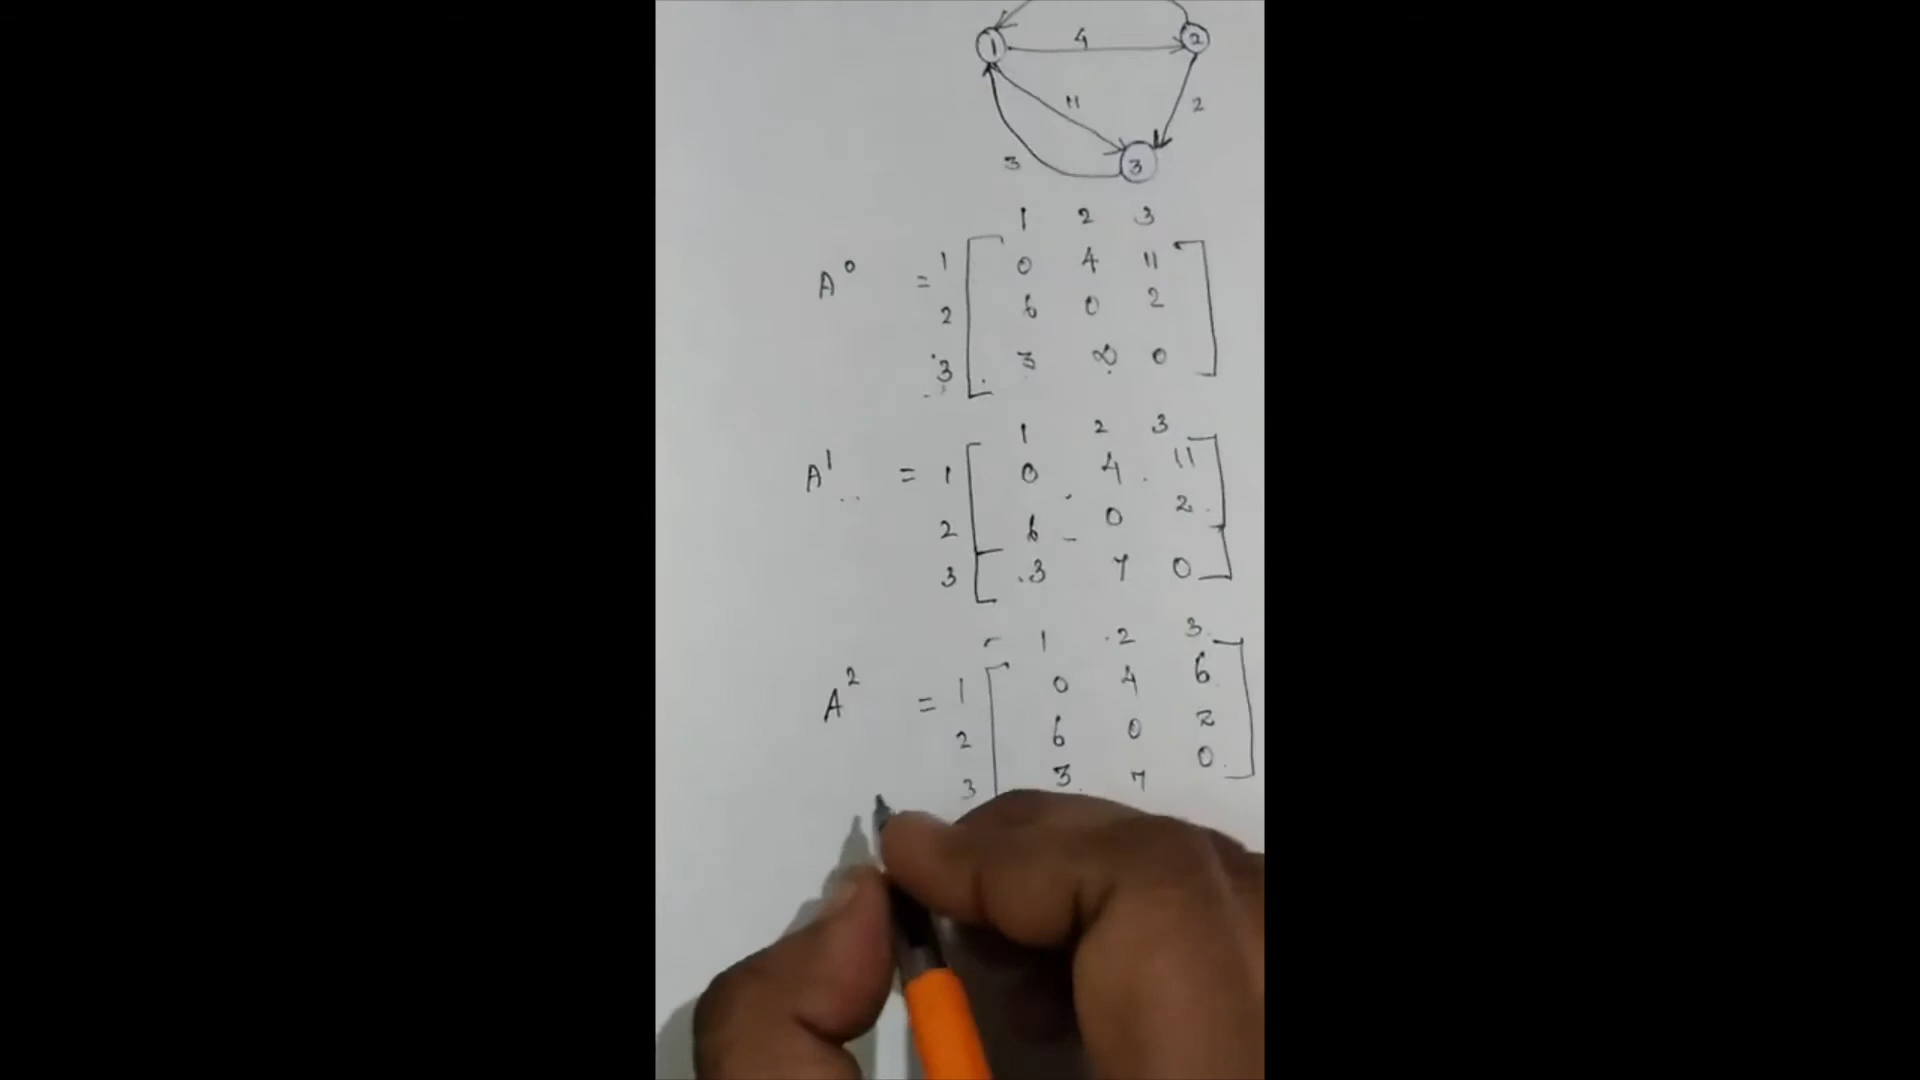 1 4 2
11 2
3 3
1 2 3
A⁰ = 1 0 4 11
2 6 0 2
3 3 ∞ 0
1 2 3
A¹ = 1 0 4 11
2 6 0 2
3 3 7 0
1 2 3
A² = 1 0 4 6
2 6 0 2
3 3 7 0